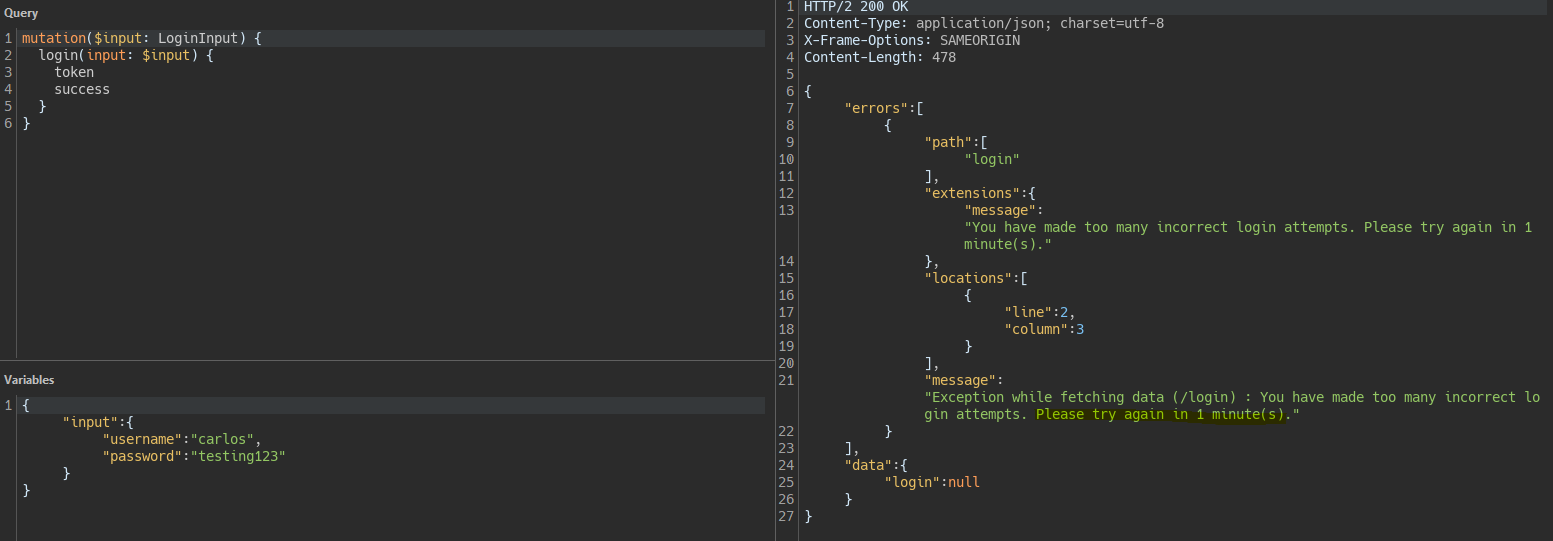 Query
1 mutation($input: LoginInput) {
2 login(input: $input) {
3 token
4 success
5 }
6 }
Variables
1 {
"input":{
"username":"carlos",
"password":"testing123"
}
}
1 HTTP/2 200 OK
2 Content-Type: application/json; charset=utf-8
3 X-Frame-Options: SAMEORIGIN
4 Content-Length: 478
5
6 {
7 "errors":[
8 {
9 "path":[
10 "login"
11 ],
12 "extensions":{
13 "message":
"You have made too many incorrect login attempts. Please try again in 1
minute(s)."
14 },
15 "locations":[
16 {
17 "line":2,
18 "column":3
19 }
20 ],
21 "message":
"Exception while fetching data (/login) : You have made too many incorrect lo
gin attempts. Please try again in 1 minute(s)."
22 }
23 ],
24 "data":{
25 "login":null
26 }
27 }